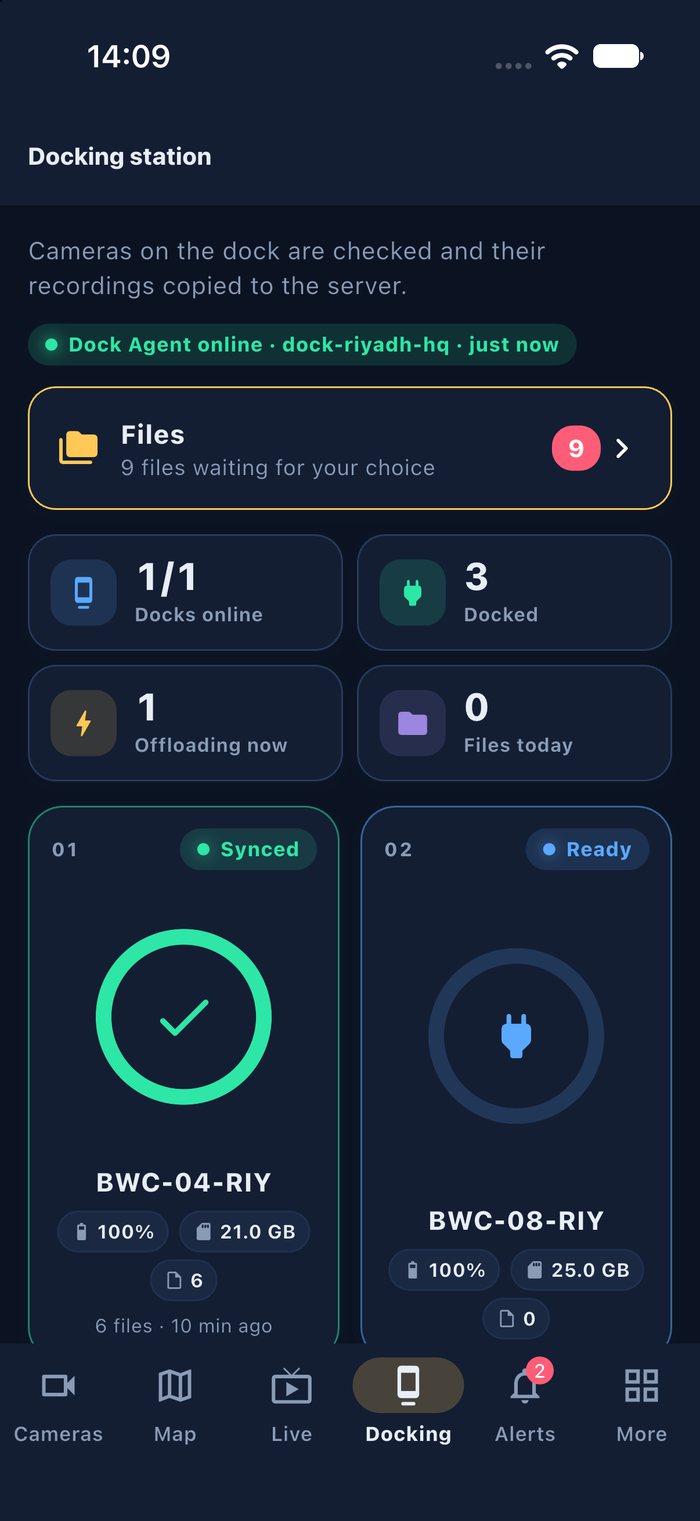 14:09
Docking station
Cameras on the dock are checked and their
recordings copied to the server.
Dock Agent online · dock-riyadh-hq · just now
Files
9 files waiting for your choice
9
1/1
Docks online
3
Docked
1
Offloading now
0
Files today
01
Synced
BWC-04-RIY
100%
21.0 GB
6
6 files · 10 min ago
02
Ready
BWC-08-RIY
100%
25.0 GB
0
Cameras
Map
Live
Docking
2
Alerts
More